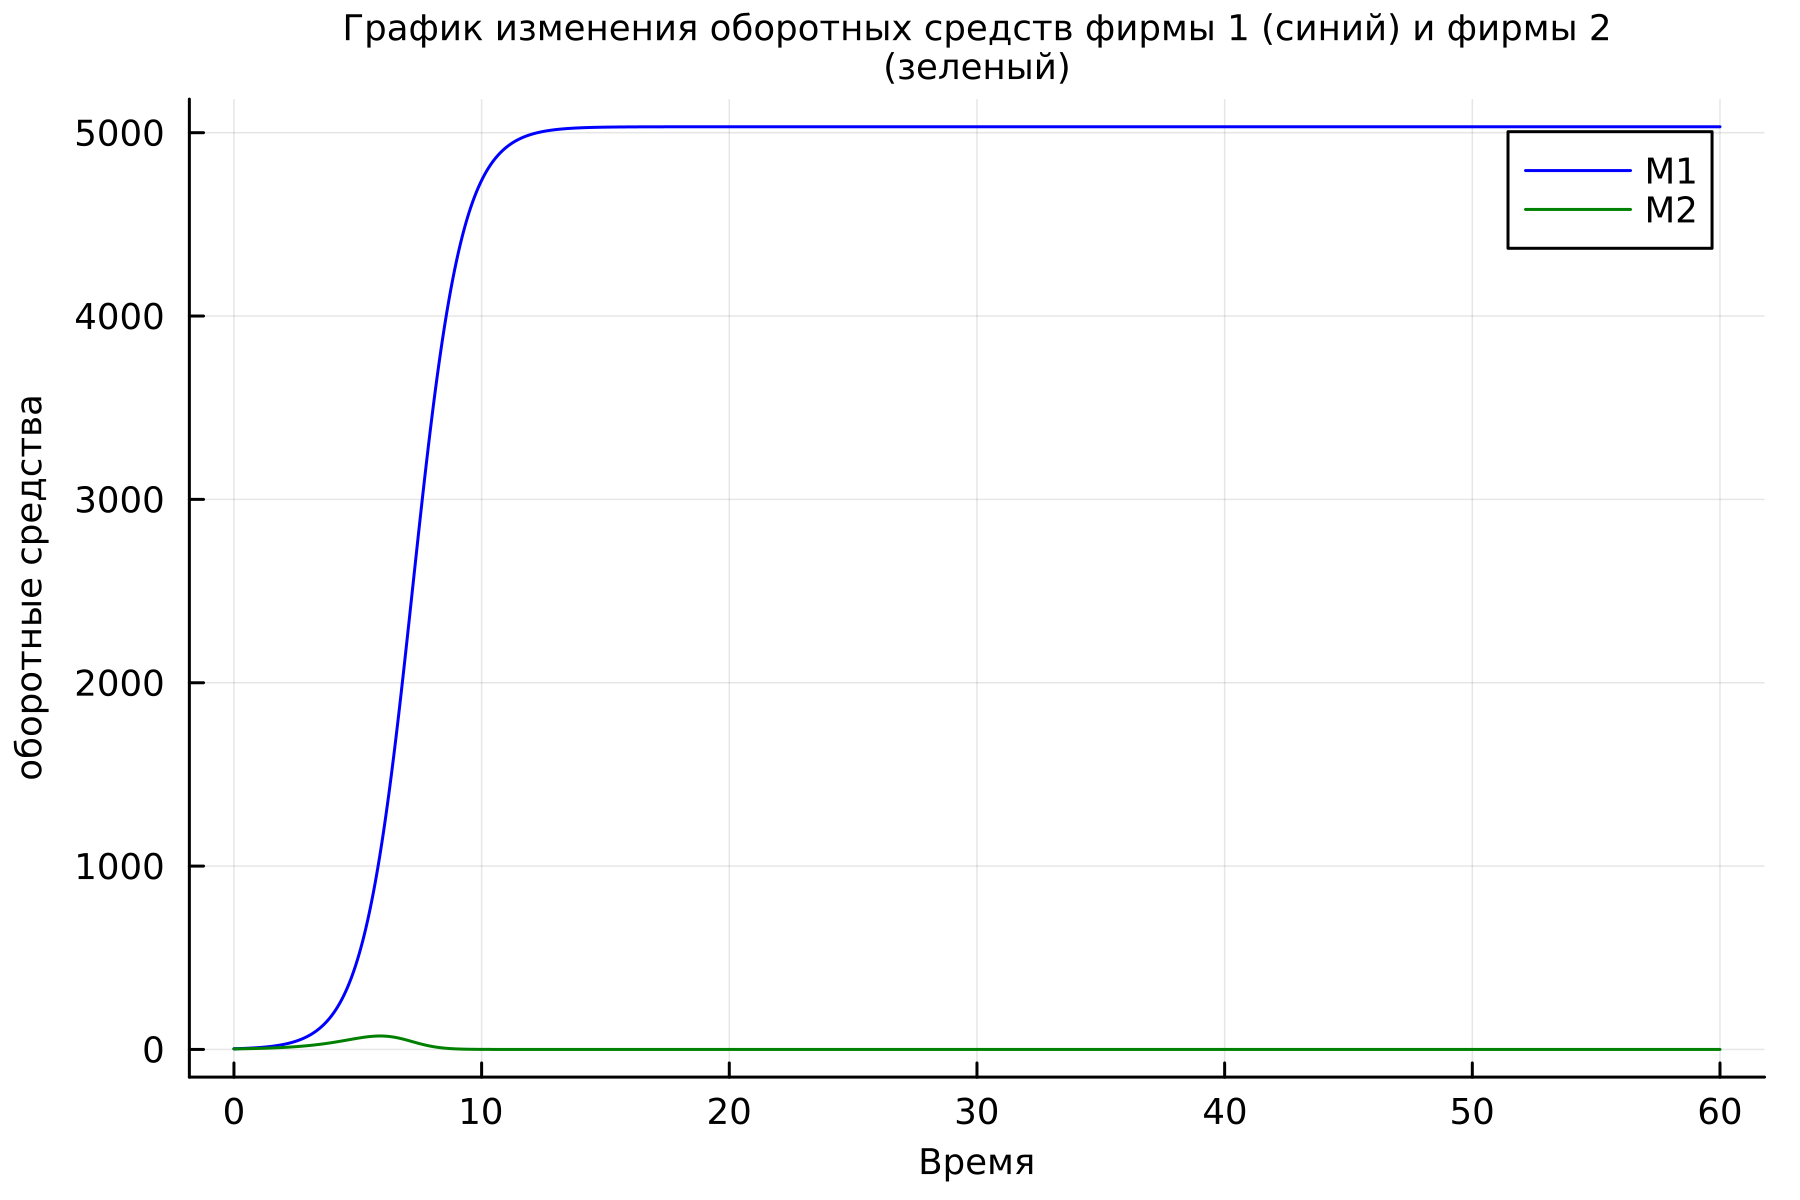 График изменения оборотных средств фирмы 1 (синий) и фирмы 2
(зеленый)
5000
4000
3000
2000
1000
0
оборотные средства
M1
M2
0 10 20 30 40 50 60
Время